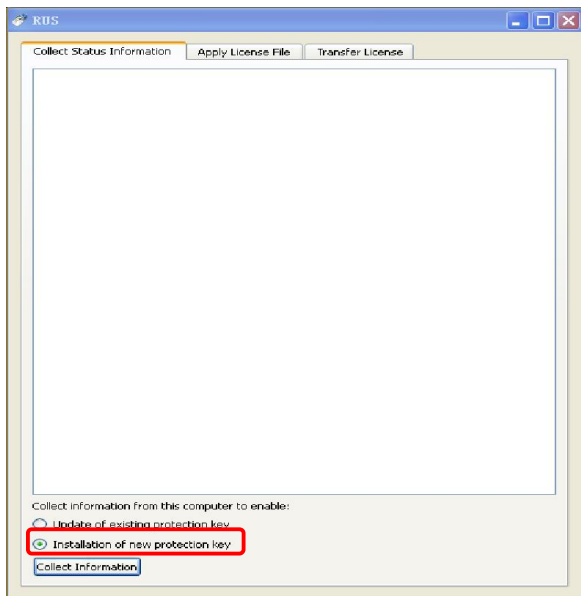 RUS
Collect Status Information Apply License File Transfer License
Collect information from this computer to enable:
Update of existing protection key
Installation of new protection key
Collect Information